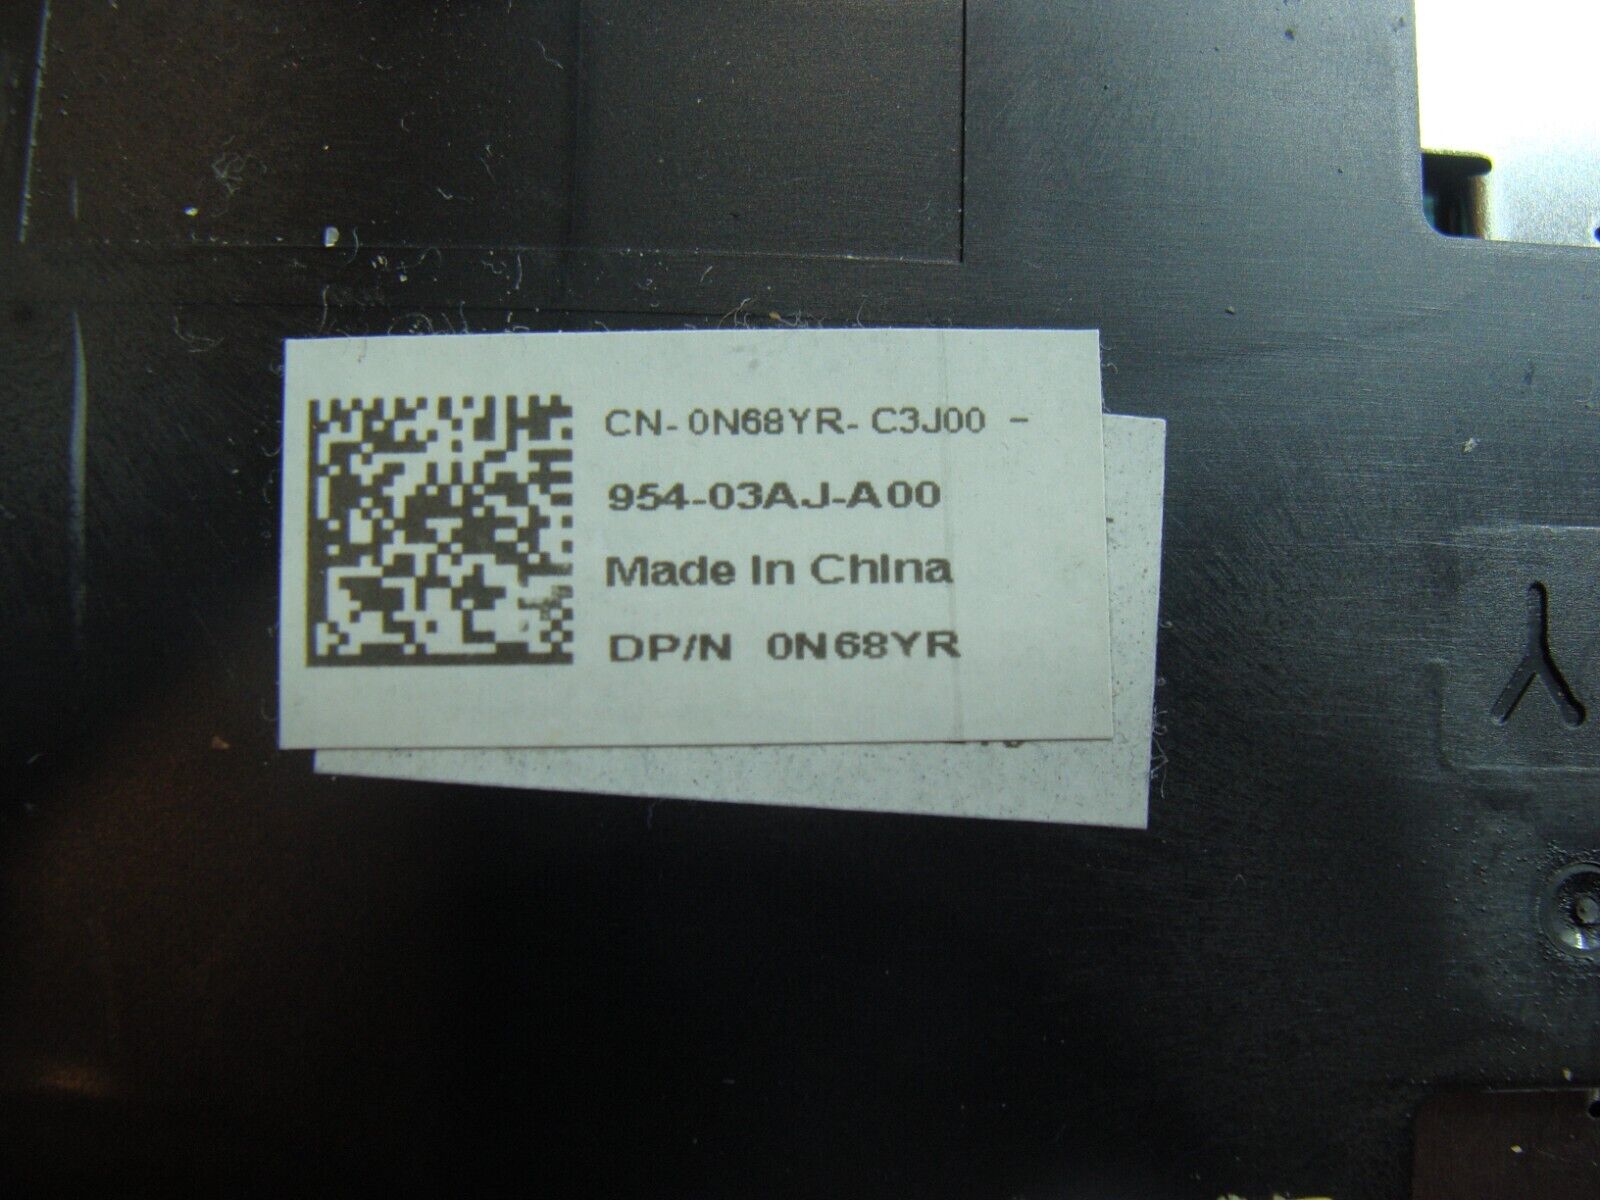 CN-0N68YR-C3J00 -
954-03AJ-A00
Made In China
DP/N 0N68YR